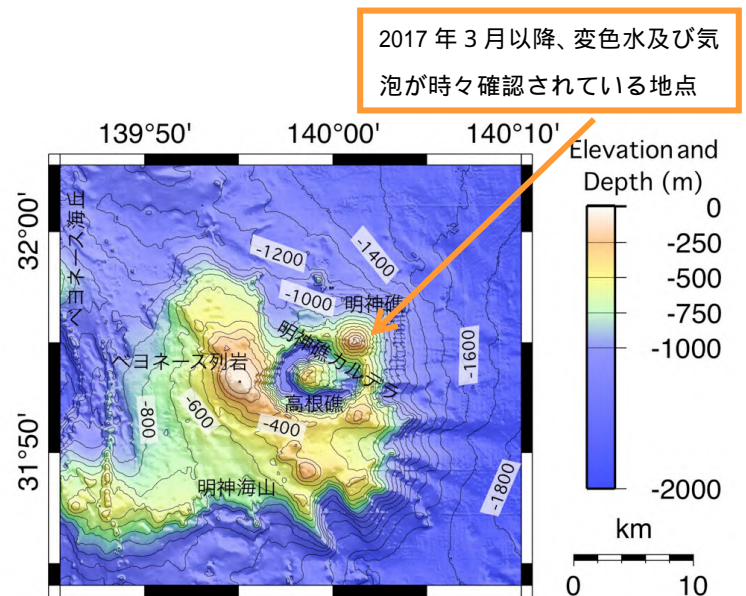 2017 年 3 月以降、変色水及び気
泡が時々確認されている地点
139°50' 140°00' 140°10'
Elevation and
Depth (m)
0
-250
-500
-750
-1000
-2000
km
0 10
32°00'
31°50'
ベヨネース海丘
-1200
-1400
-1000
明神礁
明神礁カルデラ
-1600
ベヨネース列岩
高根礁
-800
-600
-400
明神海山
-1800